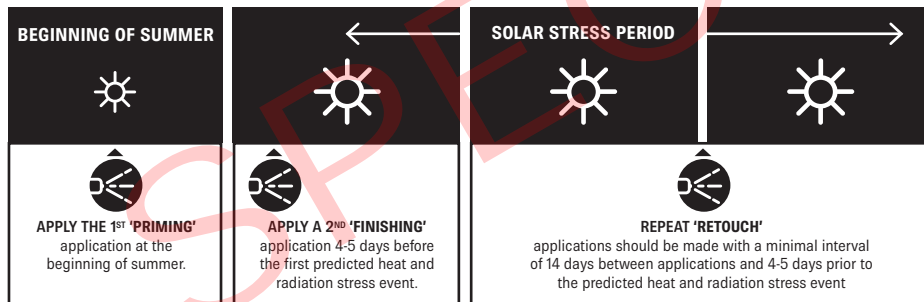 BEGINNING OF SUMMER
SOLAR STRESS PERIOD
APPLY THE 1ST 'PRIMING'
application at the
beginning of summer.
APPLY A 2ND 'FINISHING'
application 4-5 days before
the first predicted heat and
radiation stress event.
REPEAT 'RETOUCH'
applications should be made with a minimal interval
of 14 days between applications and 4-5 days prior to
the predicted heat and radiation stress event
SPEC